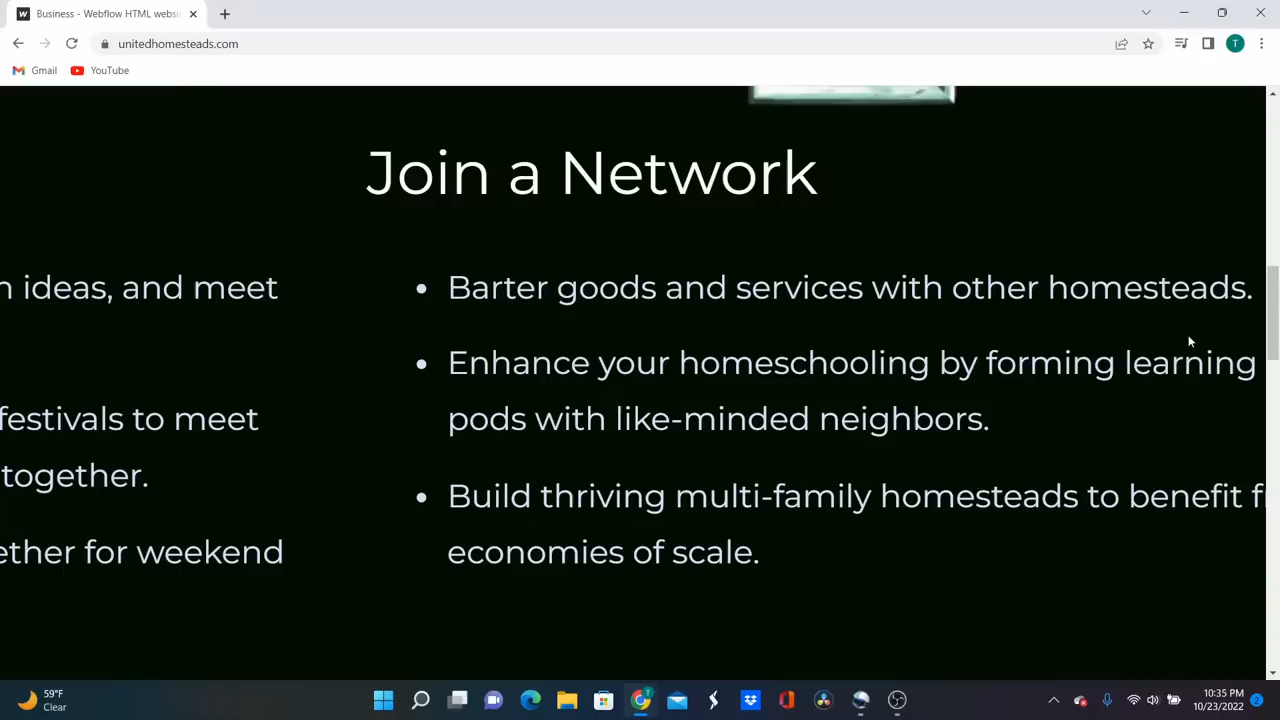 Business - Webflow HTML websi
unitedhomesteads.com
T
Gmail
YouTube
Join a Network
n ideas, and meet
festivals to meet
together.
ether for weekend
Barter goods and services with other homesteads.
Enhance your homeschooling by forming learning
pods with like-minded neighbors.
Build thriving multi-family homesteads to benefit f
economies of scale.
59°F
Clear
10:35 PM
10/23/2022
2